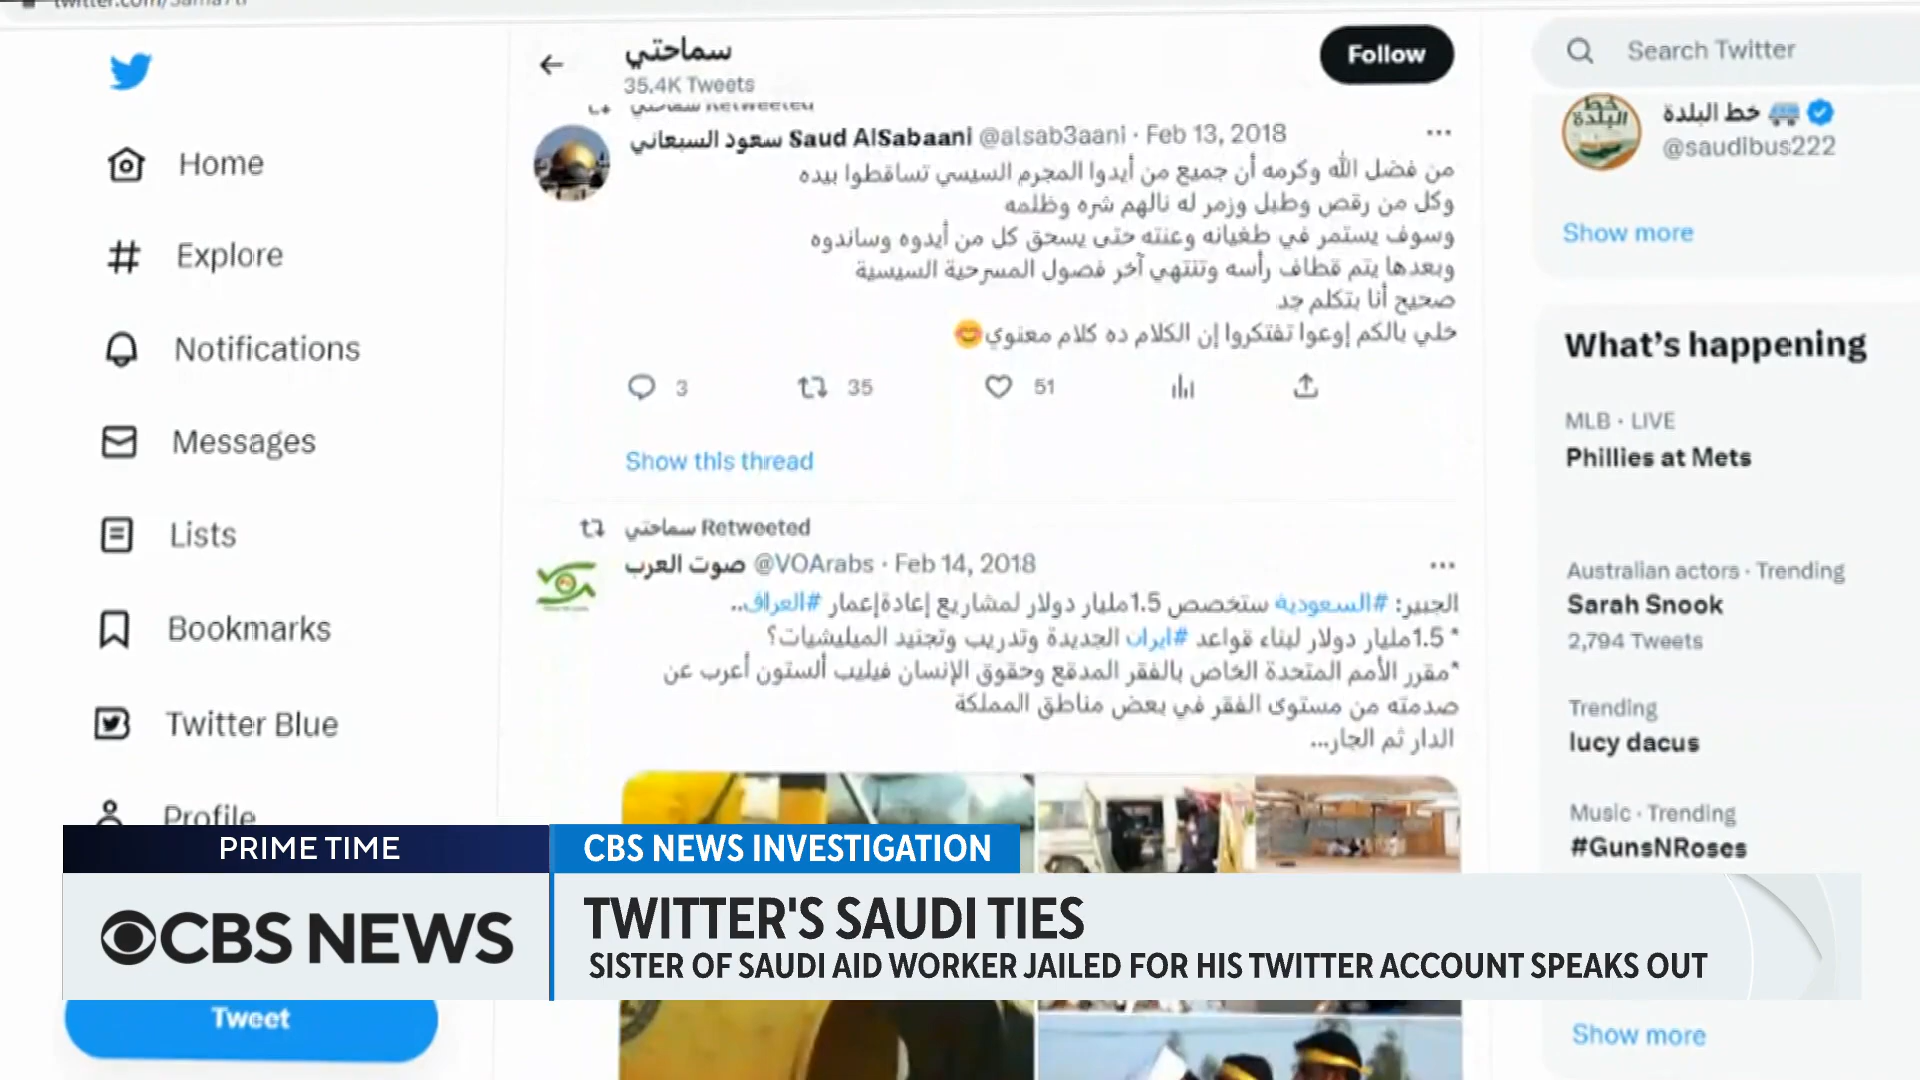 سماحتي
35.4K Tweets
Follow
Search Twitter
Home
Explore
Notifications
Messages
Lists
Bookmarks
Twitter Blue
Profile
Tweet
سماحتي Retweeted
سعود السبعاني Saud AlSabaani @alsab3aani · Feb 13, 2018
من فضل الله وكرمه أن جميع من أيدوا المجرم السيسي تساقطوا بيده
وكل من رقص وطبل وزمر له نالهم شره وظلمه
وسوف يستمر في طغيانه وعنته حتى يسحق كل من أيدوه وساندوه
وبعدها يتم قطاف رأسه وتنتهي آخر فصول المسرحية السيسية
صحيح أنا بتكلم جد
خلي بالكم إوعوا تفتكروا إن الكلام ده كلام معنوي😊
3
35
51
Show this thread
سماحتي Retweeted
صوت العرب @VOArabs · Feb 14, 2018
الجبير: #السعودية ستخصص 1.5مليار دولار لمشاريع إعادةإعمار #العراق..
* 1.5مليار دولار لبناء قواعد #ايران الجديدة وتدريب وتجنيد الميليشيات؟
*مقرر الأمم المتحدة الخاص بالفقر المدقع وحقوق الإنسان فيليب ألستون أعرب عن
صدمته من مستوى الفقر في بعض مناطق المملكة
الدار ثم الجار...
خط البلدة
خط البلدة
@saudibus222
Show more
What's happening
MLB · LIVE
Phillies at Mets
Australian actors · Trending
Sarah Snook
2,794 Tweets
Trending
lucy dacus
Music · Trending
#GunsNRoses
Show more
PRIME TIME
CBS NEWS
CBS NEWS INVESTIGATION
TWITTER'S SAUDI TIES
SISTER OF SAUDI AID WORKER JAILED FOR HIS TWITTER ACCOUNT SPEAKS OUT